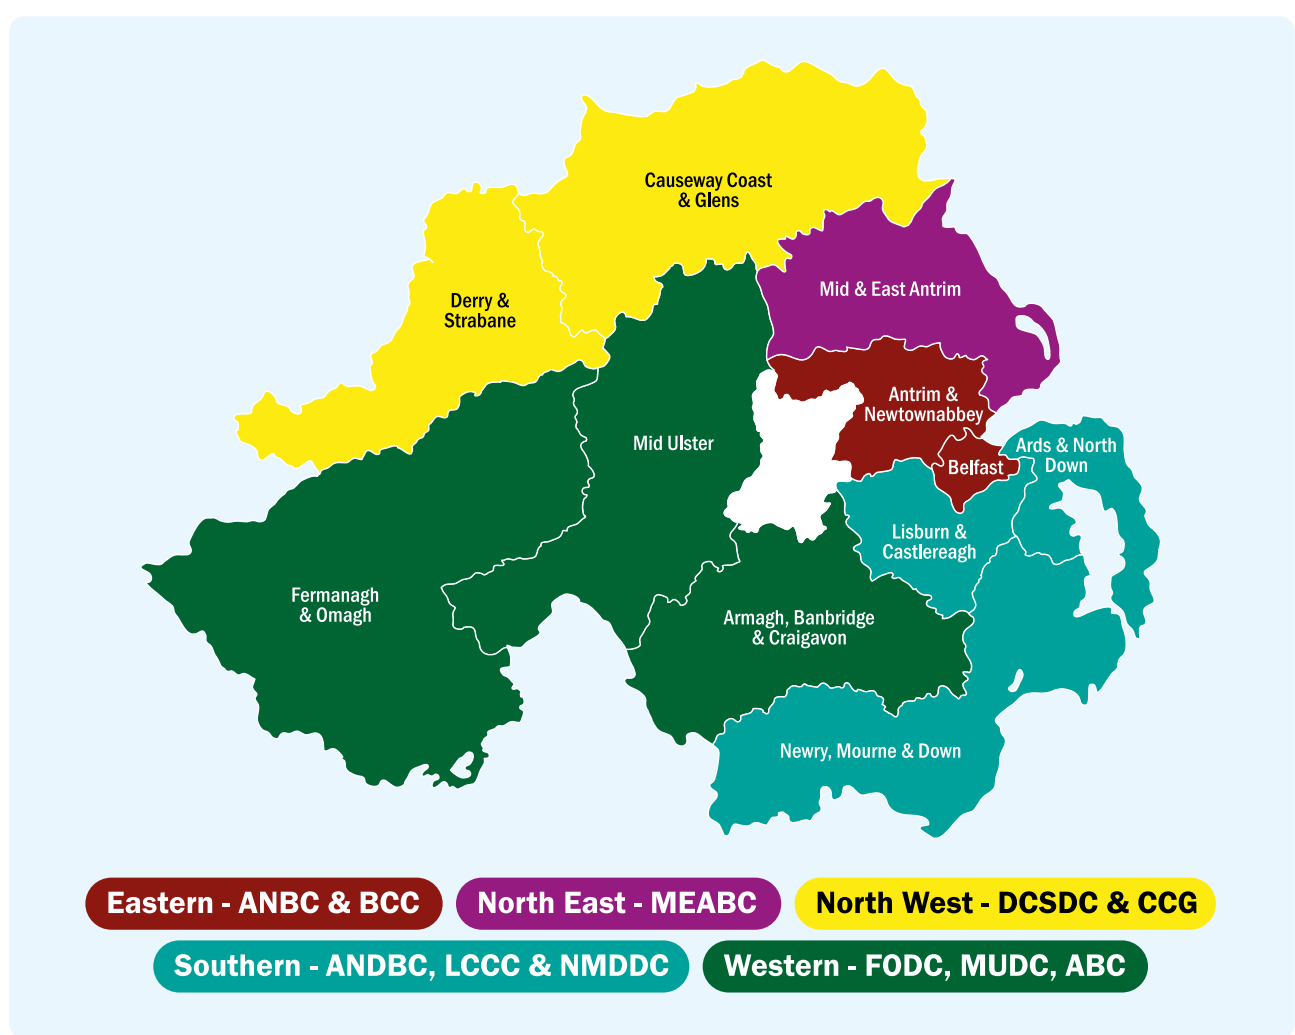 Causeway Coast
& Glens
Mid & East Antrim
Derry &
Strabane
Antrim &
Newtownabbey
Mid Ulster
Ards & North
Down
Belfast
Lisburn &
Castlereagh
Fermanagh
& Omagh
Armagh, Banbridge
& Craigavon
Newry, Mourne & Down
Eastern - ANBC & BCC
North East - MEABC
North West - DCSDC & CCG
Southern - ANDBC, LCCC & NMDDC
Western - FODC, MUDC, ABC